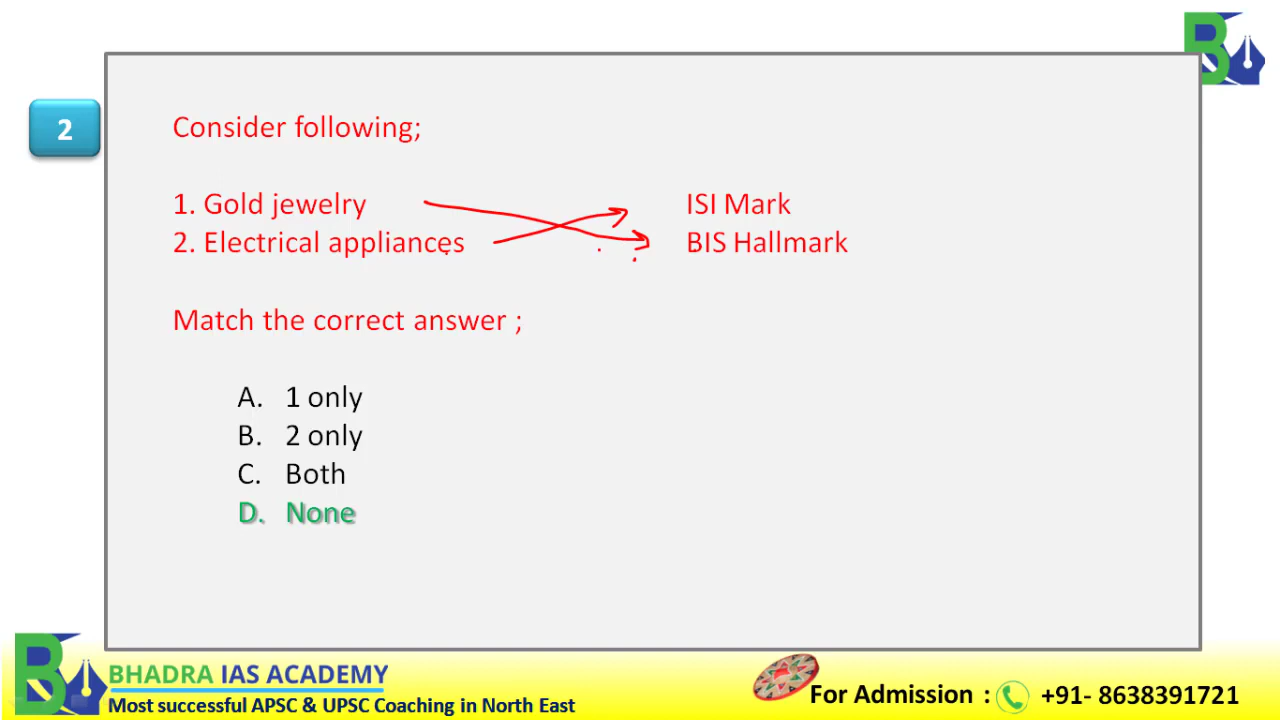 2
Consider following;
1. Gold jewelry ISI Mark
2. Electrical appliances BIS Hallmark
Match the correct answer ;
A. 1 only
B. 2 only
C. Both
D. None
BHADRA IAS ACADEMY
Most successful APSC & UPSC Coaching in North East
For Admission : +91- 8638391721